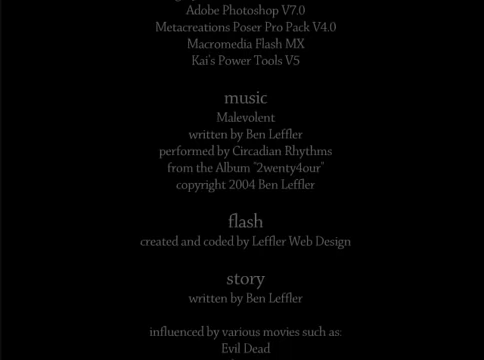 Adobe Photoshop V7.0
Metacreations Poser Pro Pack V4.0
Macromedia Flash MX
Kai's Power Tools V5
music
Malevolent
written by Ben Leffler
performed by Circadian Rhythms
from the Album "2wenty4our"
copyright 2004 Ben Leffler
flash
created and coded by Leffler Web Design
story
written by Ben Leffler
influenced by various movies such as:
Evil Dead